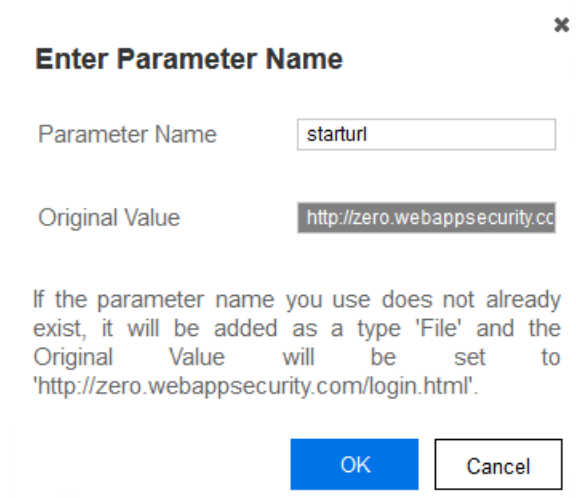 Enter Parameter Name
Parameter Name starturl
Original Value http://zero.webappsecurity.cc
If the parameter name you use does not already
exist, it will be added as a type 'File' and the
Original Value will be set to
'http://zero.webappsecurity.com/login.html'.
OK Cancel